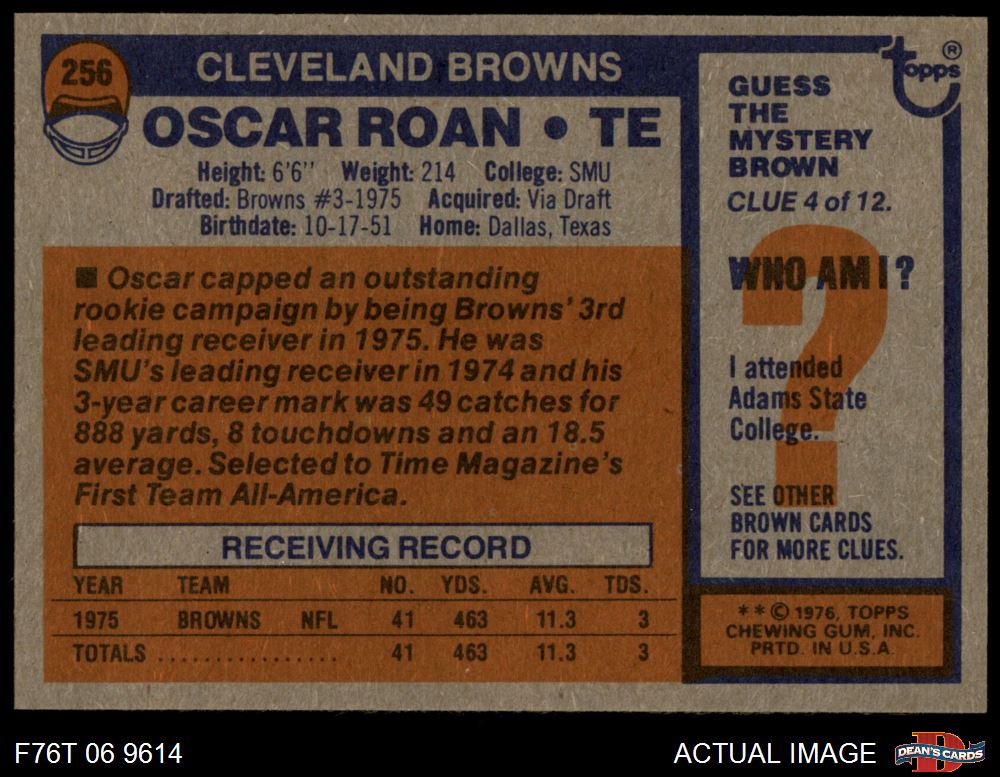 256
CLEVELAND BROWNS
OSCAR ROAN • TE
Height: 6'6'' Weight: 214 College: SMU
Drafted: Browns #3-1975 Acquired: Via Draft
Birthdate: 10-17-51 Home: Dallas, Texas
■ Oscar capped an outstanding
rookie campaign by being Browns' 3rd
leading receiver in 1975. He was
SMU's leading receiver in 1974 and his
3-year career mark was 49 catches for
888 yards, 8 touchdowns and an 18.5
average. Selected to Time Magazine's
First Team All-America.
RECEIVING RECORD
YEAR TEAM NO. YDS. AVG. TDS.
1975 BROWNS NFL 41 463 11.3 3
TOTALS ................. 41 463 11.3 3
Topps ®
GUESS
THE
MYSTERY
BROWN
CLUE 4 of 12.
?
WHO AM I?
I attended
Adams State
College.
SEE OTHER
BROWN CARDS
FOR MORE CLUES.
* * © 1976, TOPPS
CHEWING GUM, INC.
PRTD. IN U.S.A.
F76T 06 9614
ACTUAL IMAGE
D
DEAN'S CARDS